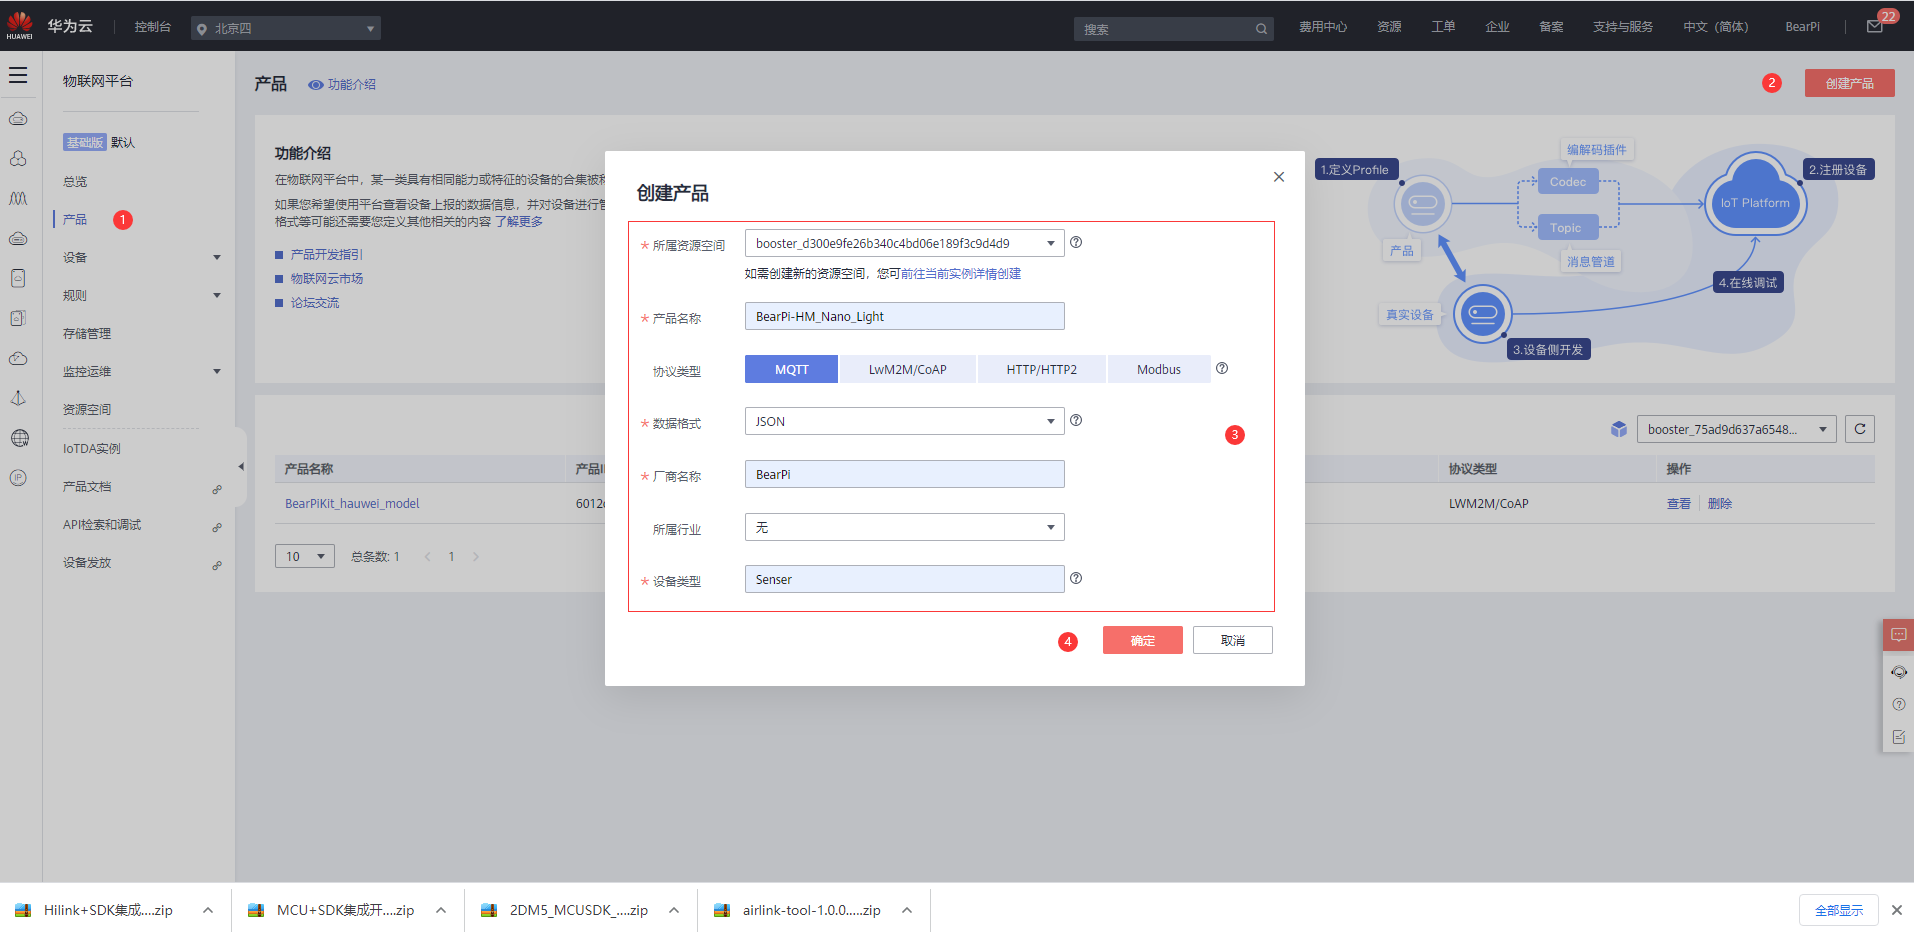 HUAWEI
华为云
控制台
北京四
搜索
费用中心
资源
工单
企业
备案
支持与服务
中文（简体）
BearPi
22
物联网平台
基础版 默认
总览
产品
1
设备
规则
存储管理
监控运维
资源空间
IoTDA实例
产品文档
API检索和调试
设备发放
产品
功能介绍
2
创建产品
功能介绍
在物联网平台中，某一类具有相同能力或特征的设备的合集被称
如果您希望使用平台查看设备上报的数据信息，并对设备进行管
格式等可能还需要您定义其他相关的内容 了解更多
产品开发指引
物联网云市场
论坛交流
1.定义Profile
编解码插件
Codec
2.注册设备
IoT Platform
Topic
产品
消息管道
4.在线调试
真实设备
3.设备侧开发
booster_75ad9d637a6548...
产品名称
产品I
协议类型
操作
BearPiKit_hauwei_model
6012
LWM2M/CoAP
查看
删除
10
总条数: 1
1
创建产品
* 所属资源空间
booster_d300e9fe26b340c4bd06e189f3c9d4d9
如需创建新的资源空间，您可前往当前实例详情创建
* 产品名称
BearPi-HM_Nano_Light
协议类型
MQTT
LwM2M/CoAP
HTTP/HTTP2
Modbus
* 数据格式
JSON
3
* 厂商名称
BearPi
所属行业
无
* 设备类型
Senser
4
确定
取消
IP
Hilink+SDK集成....zip
MCU+SDK集成开....zip
2DM5_MCUSDK_....zip
airlink-tool-1.0.0.....zip
全部显示